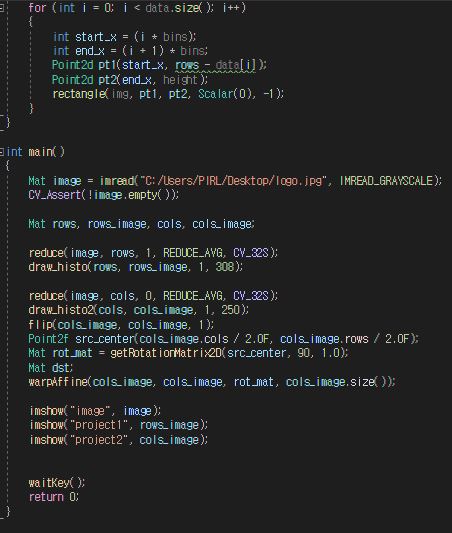 for (int i = 0; i < data.size(); i++)
{
int start_x = (i * bins);
int end_x = (i + 1) * bins;
Point2d pt1(start_x, rows - data[i]);
Point2d pt2(end_x, height);
rectangle(img, pt1, pt2, Scalar(0), -1);
}
}
int main()
{
Mat image = imread("C:/Users/PIRL/Desktop/logo.jpg", IMREAD_GRAYSCALE);
CV_Assert(!image.empty());
Mat rows, rows_image, cols, cols_image;
reduce(image, rows, 1, REDUCE_AVG, CV_32S);
draw_histo(rows, rows_image, 1, 308);
reduce(image, cols, 0, REDUCE_AVG, CV_32S);
draw_histo2(cols, cols_image, 1, 250);
flip(cols_image, cols_image, 1);
Point2f src_center(cols_image.cols / 2.0F, cols_image.rows / 2.0F);
Mat rot_mat = getRotationMatrix2D(src_center, 90, 1.0);
Mat dst;
warpAffine(cols_image, cols_image, rot_mat, cols_image.size());
imshow("image", image);
imshow("project1", rows_image);
imshow("project2", cols_image);
waitKey();
return 0;
}